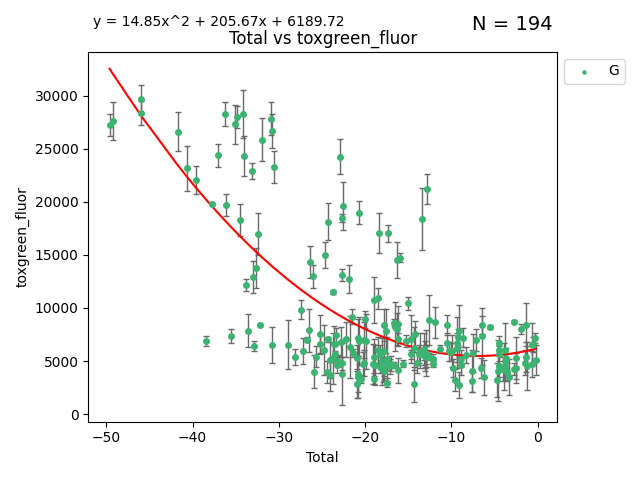 y = 14.85x^2 + 205.67x + 6189.72
N = 194
Total vs toxgreen_fluor
G
30000
25000
20000
15000
10000
5000
0
toxgreen_fluor
−50
−40
−30
−20
−10
0
Total